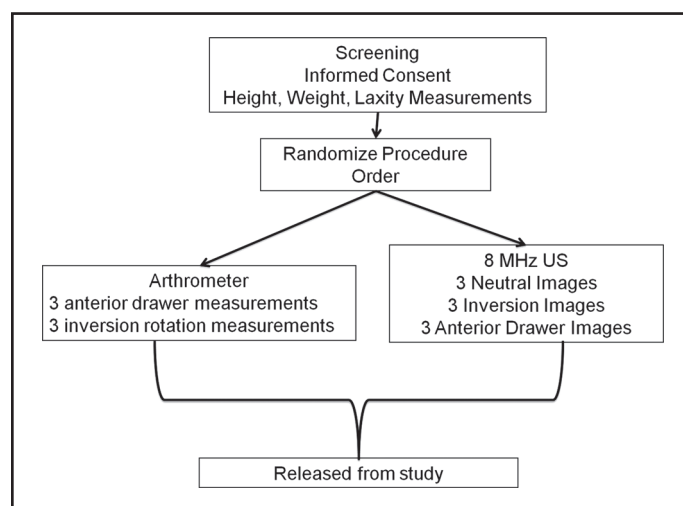 Screening
Informed Consent
Height, Weight, Laxity Measurements
Randomize Procedure
Order
Arthrometer
3 anterior drawer measurements
3 inversion rotation measurements
8 MHz US
3 Neutral Images
3 Inversion Images
3 Anterior Drawer Images
Released from study